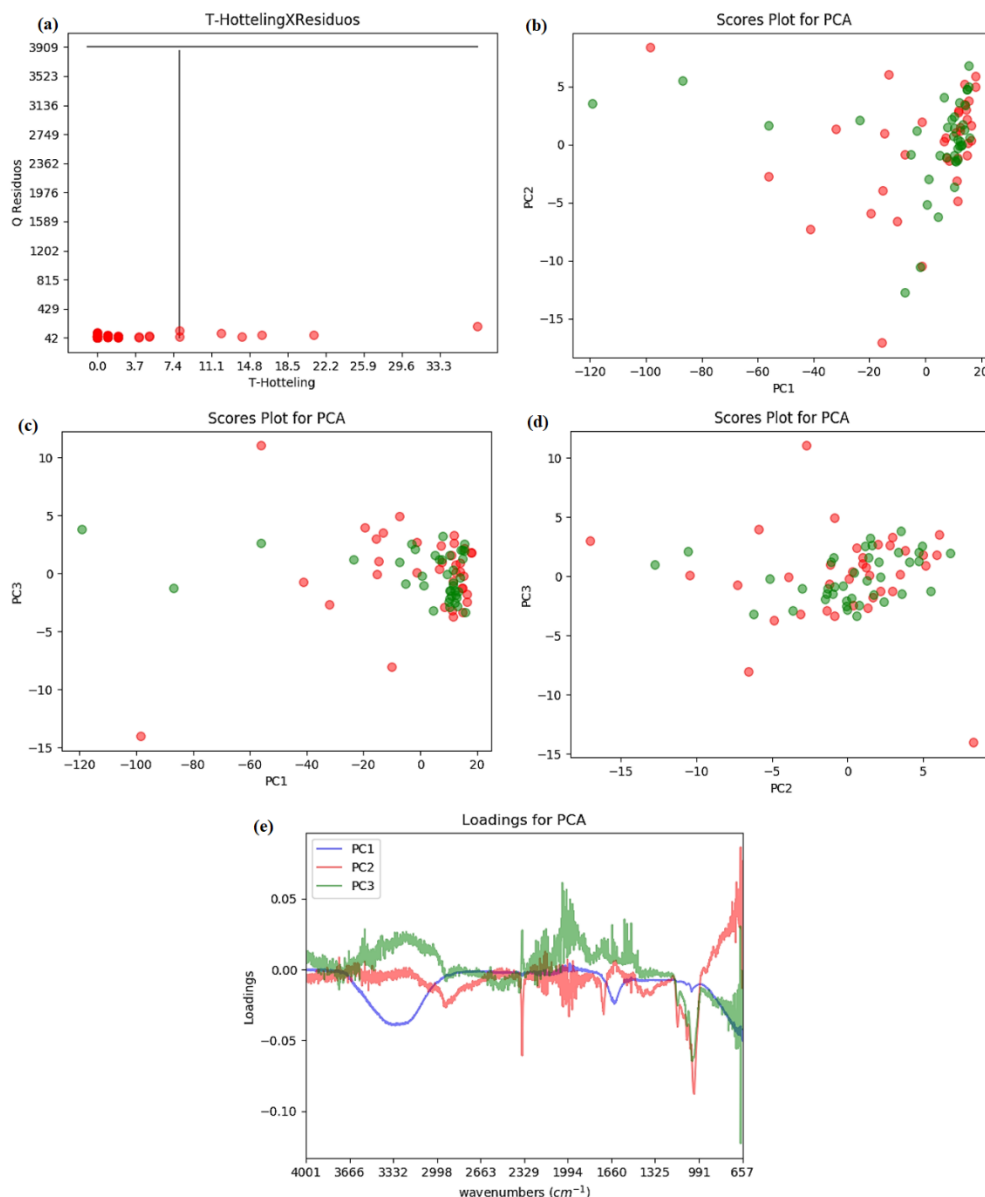 (a)
T-HottelingXResiduos
3909
3523
3136
2749
2362
1976
1589
1202
815
429
42
Q Residuos
0.0 3.7 7.4 11.1 14.8 18.5 22.2 25.9 29.6 33.3
T-Hotteling
(b)
Scores Plot for PCA
5
0
−5
−10
−15
PC2
−120 −100 −80 −60 −40 −20 0 20
PC1
(c)
Scores Plot for PCA
10
5
0
−5
−10
−15
PC3
−120 −100 −80 −60 −40 −20 0 20
PC1
(d)
Scores Plot for PCA
10
5
0
−5
−10
−15
PC3
−15 −10 −5 0 5
PC2
(e)
Loadings for PCA
PC1
PC2
PC3
0.05
0.00
−0.05
−0.10
Loadings
4001 3666 3332 2998 2663 2329 1994 1660 1325 991 657
wavenumbers (cm⁻¹)